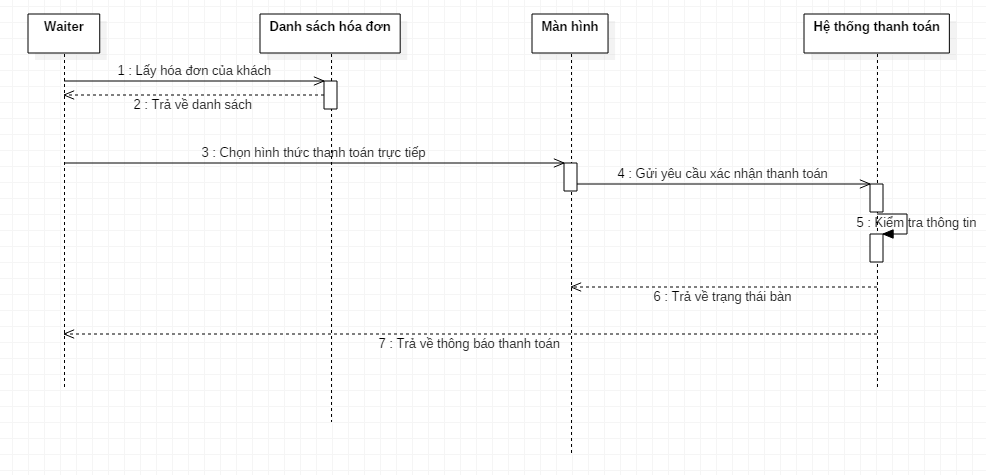 Waiter
Danh sách hóa đơn
Màn hình
Hệ thống thanh toán
1 : Lấy hóa đơn của khách
2 : Trả về danh sách
3 : Chọn hình thức thanh toán trực tiếp
4 : Gửi yêu cầu xác nhận thanh toán
5 : Kiểm tra thông tin
6 : Trả về trạng thái bàn
7 : Trả về thông báo thanh toán